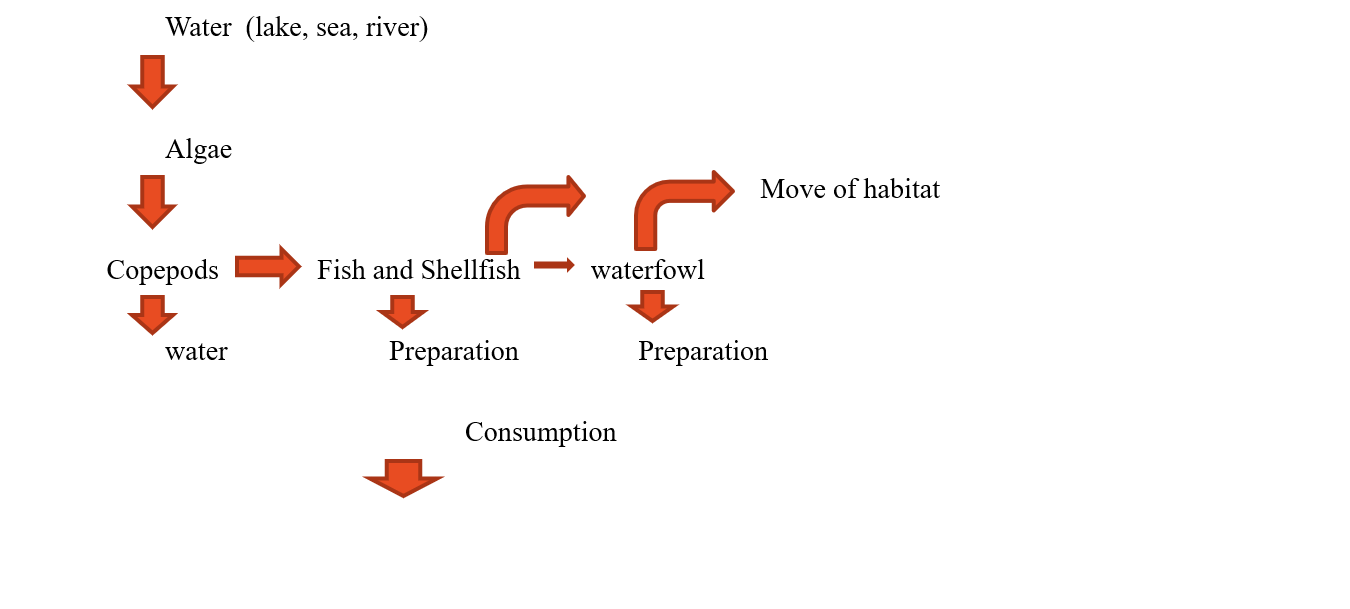 Water  (lake, sea, river)
Algae
Move of habitat
Copepods
Fish and Shellfish
waterfowl
water
Preparation
Preparation
Consumption